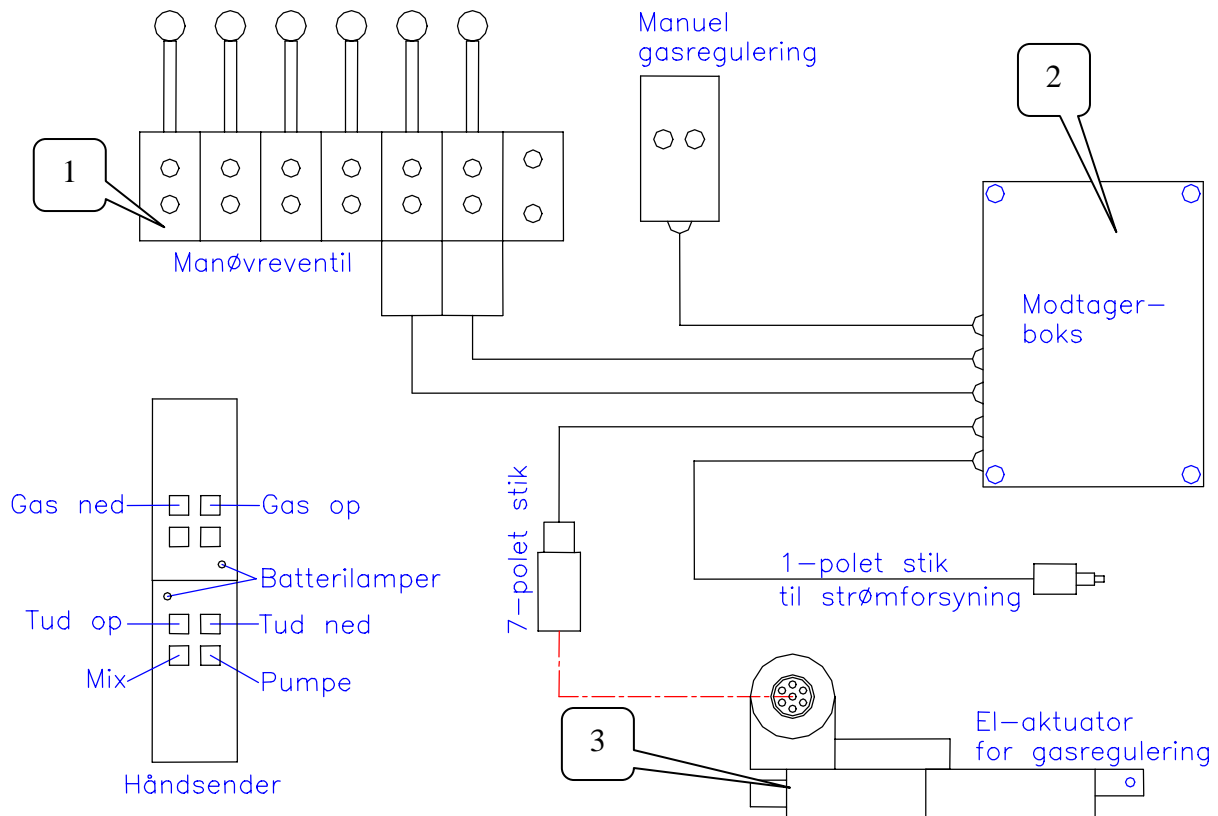 Manuel
gasregulering
2
1
Manøvreventil
Modtager-
boks
Gas ned
Gas op
Batterilamper
Tud op
Tud ned
Mix
Pumpe
Håndsender
7-polet stik
1-polet stik
til strømforsyning
3
El-aktuator
for gasregulering